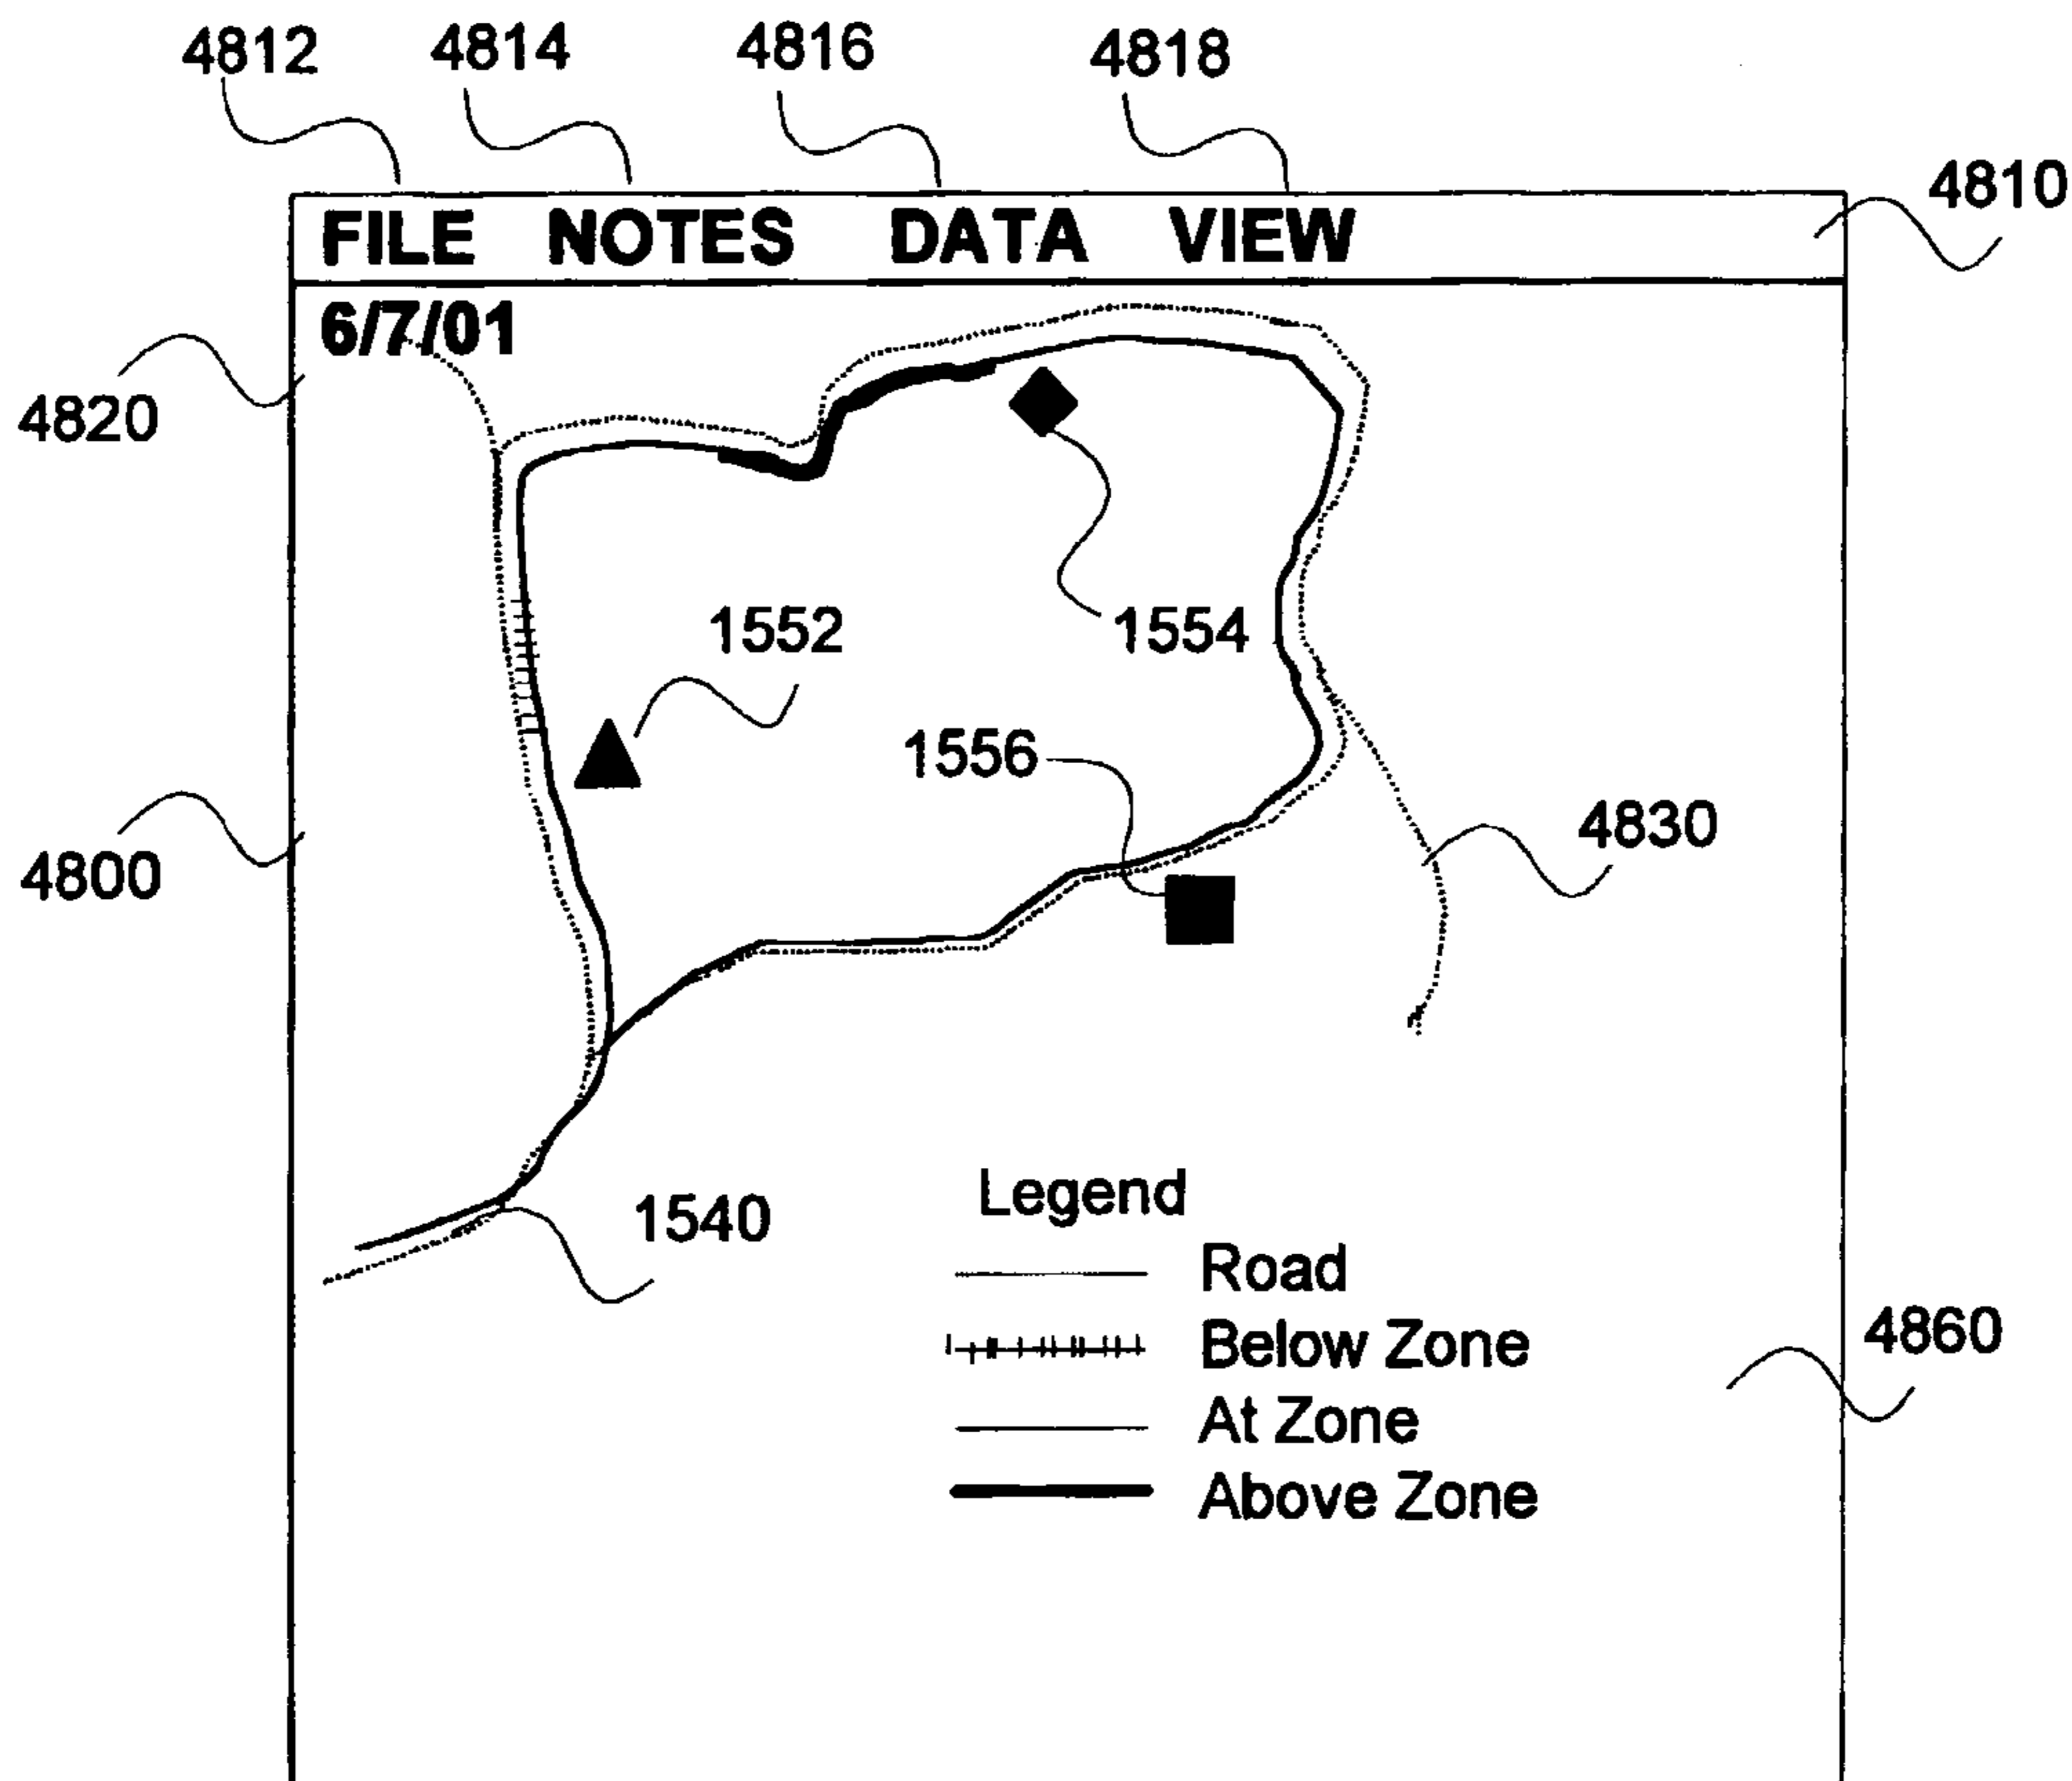 4812 4814 4816 4818
4810
FILE NOTES DATA VIEW
6/7/01
4820
1552
1554
1556
4830
4800
1540
Legend
Road
Below Zone
4860
At Zone
Above Zone